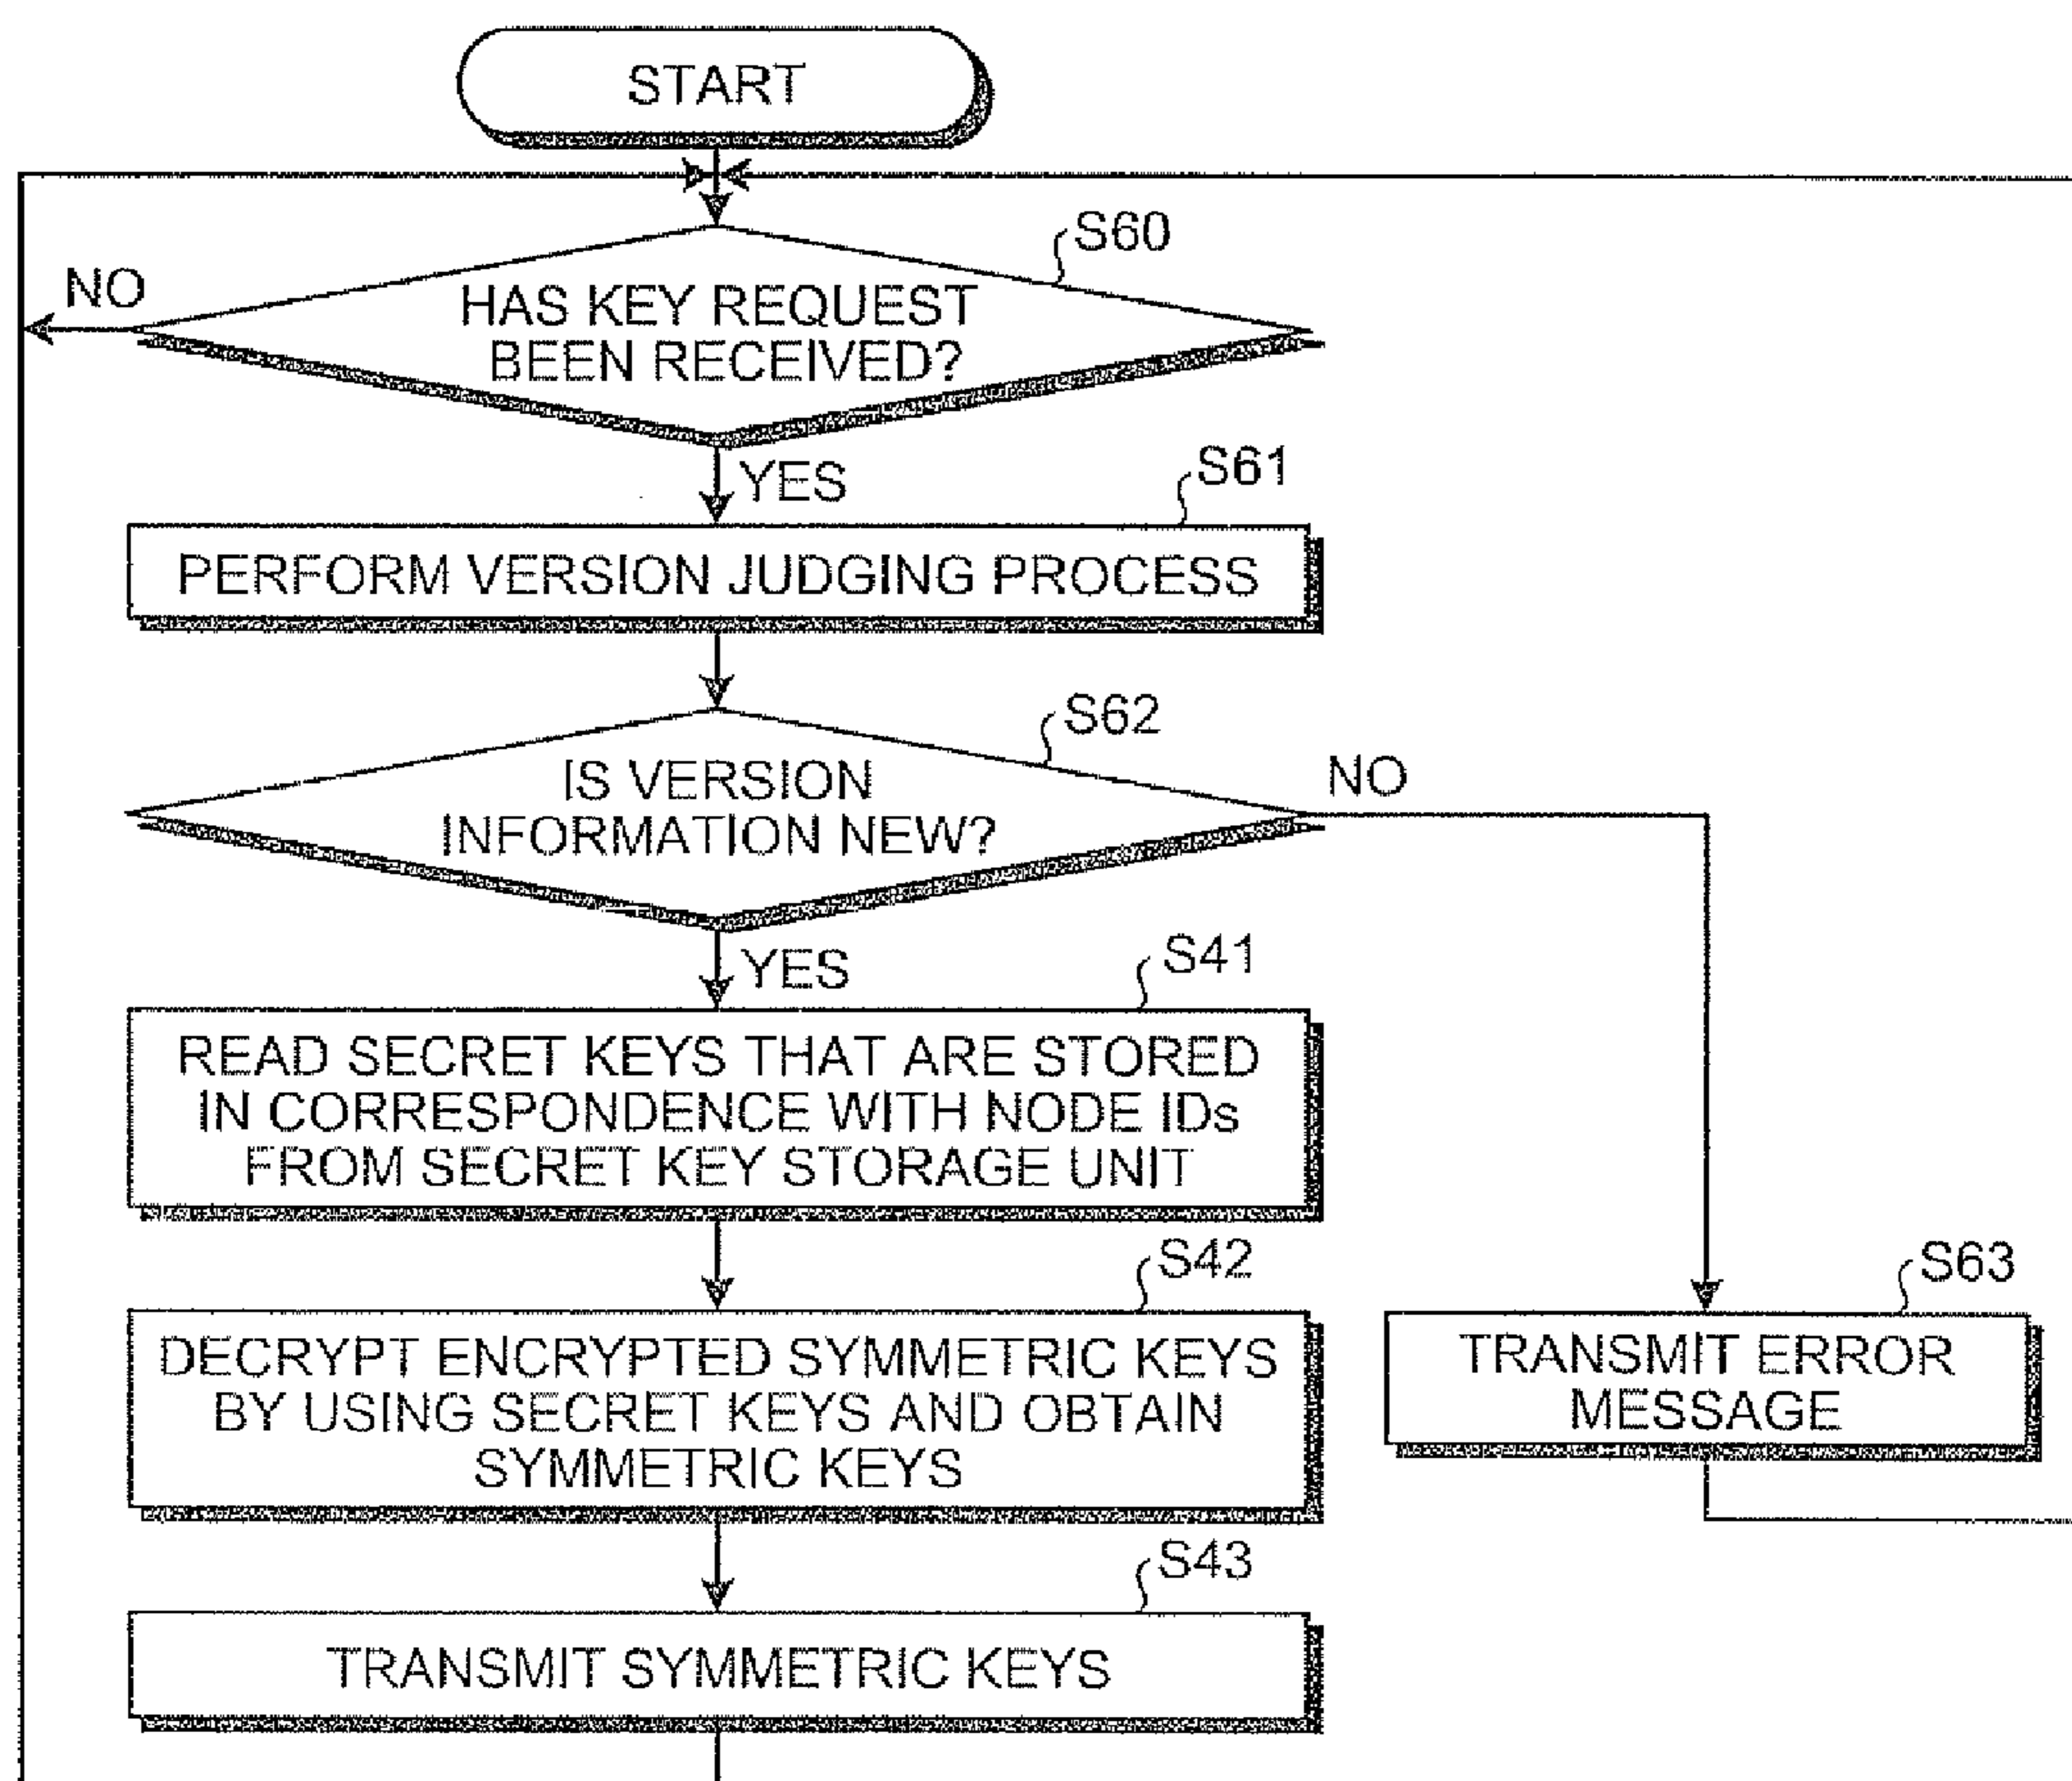 START
S60
NO
HAS KEY REQUEST
BEEN RECEIVED?
YES
S61
PERFORM VERSION JUDGING PROCESS
S62
IS VERSION
INFORMATION NEW?
NO
YES
S41
READ SECRET KEYS THAT ARE STORED
IN CORRESPONDENCE WITH NODE IDs
FROM SECRET KEY STORAGE UNIT
S42
DECRYPT ENCRYPTED SYMMETRIC KEYS
BY USING SECRET KEYS AND OBTAIN
SYMMETRIC KEYS
S63
TRANSMIT ERROR
MESSAGE
S43
TRANSMIT SYMMETRIC KEYS